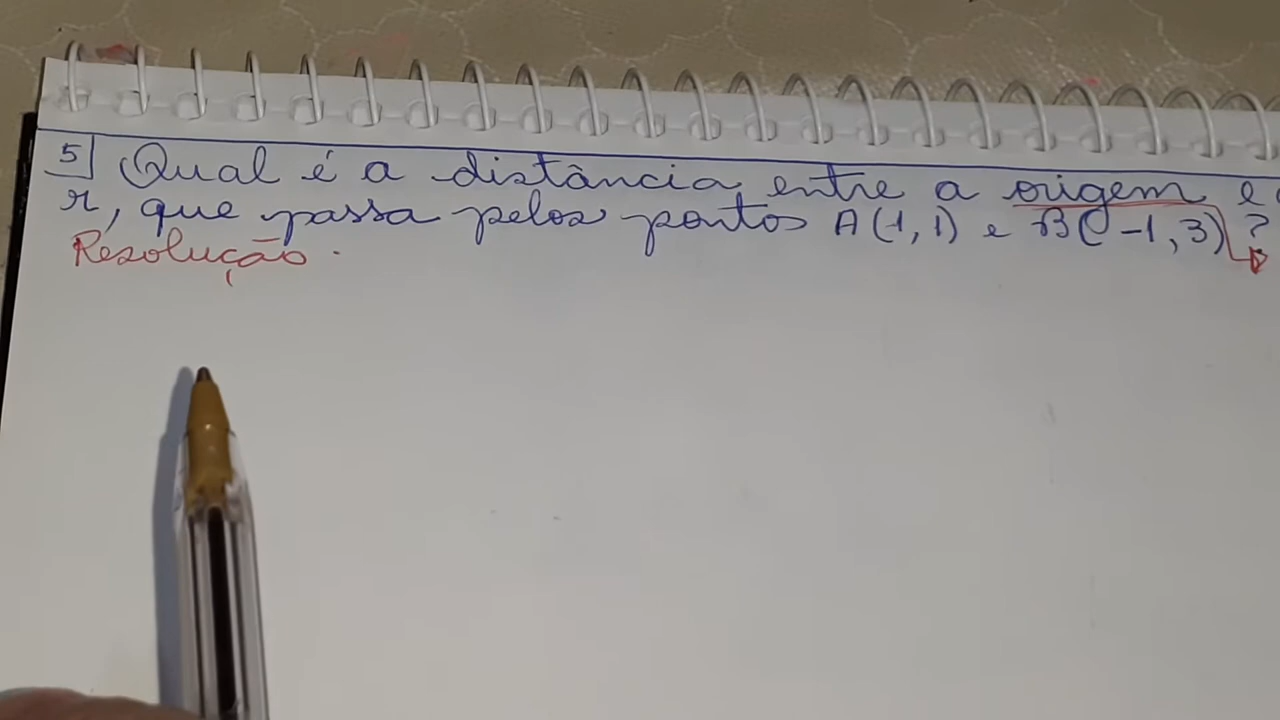 5 Qual é a distância entre a origem e
r, que passa pelos pontos A(1,1) e B(-1,3)?
Resolução.